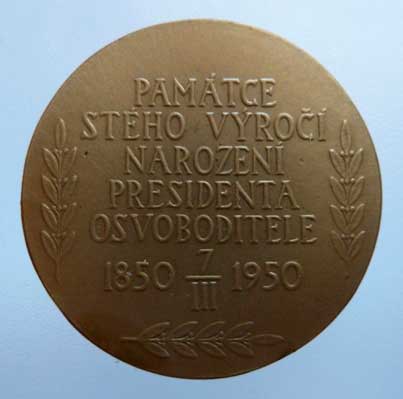 PAMÁTCE
STÉHO VÝROČÍ
NAROZENÍ
PRESIDENTA
OSVOBODITELE
1850 7/III 1950